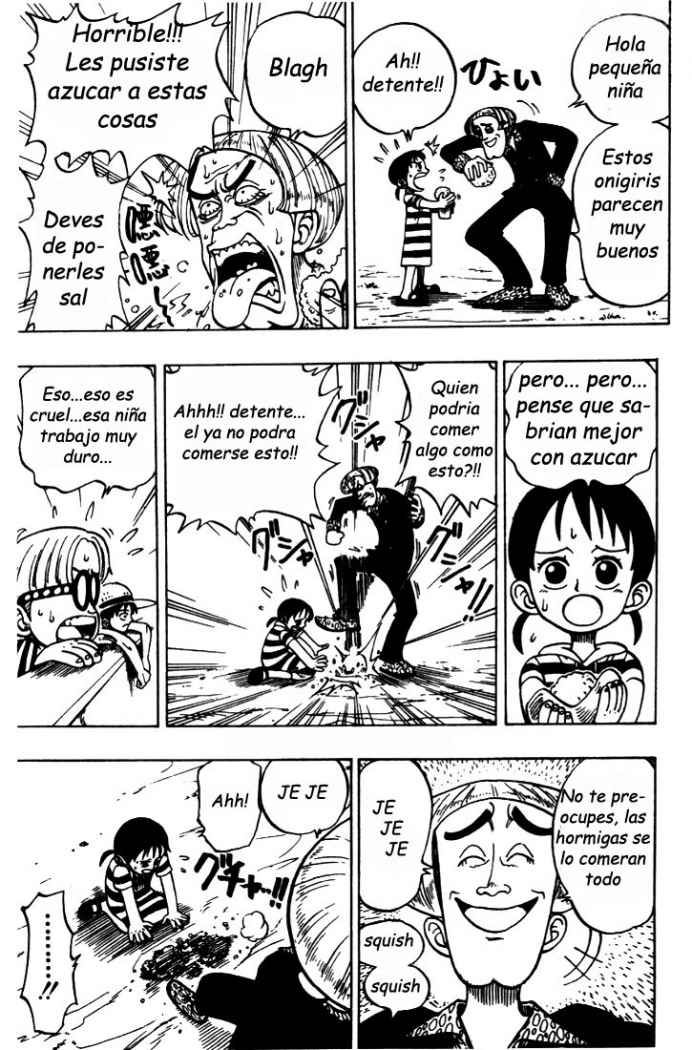 Hola
pequeña
niña
Estos
onigiris
parecen
muy
buenos
ひょい
Ah!!
detente!!
Blagh
Horrible!!!
Les pusiste
azucar a estas
cosas
Deves
de po-
nerles
sal
pero... pero...
pense que sa-
brian mejor
con azucar
Quien
podria
comer
algo como
esto?!!
グシャ
Ahhh!! detente...
el ya no podra
comerse esto!!
グシャ
グシャ!!
Eso...eso es
cruel...esa niña
trabajo muy
duro...
No te pre-
ocupes, las
hormigas se
lo comeran
todo
JE
JE
JE
squish
squish
JE JE
Ahh!
グチャッ!!
........!!